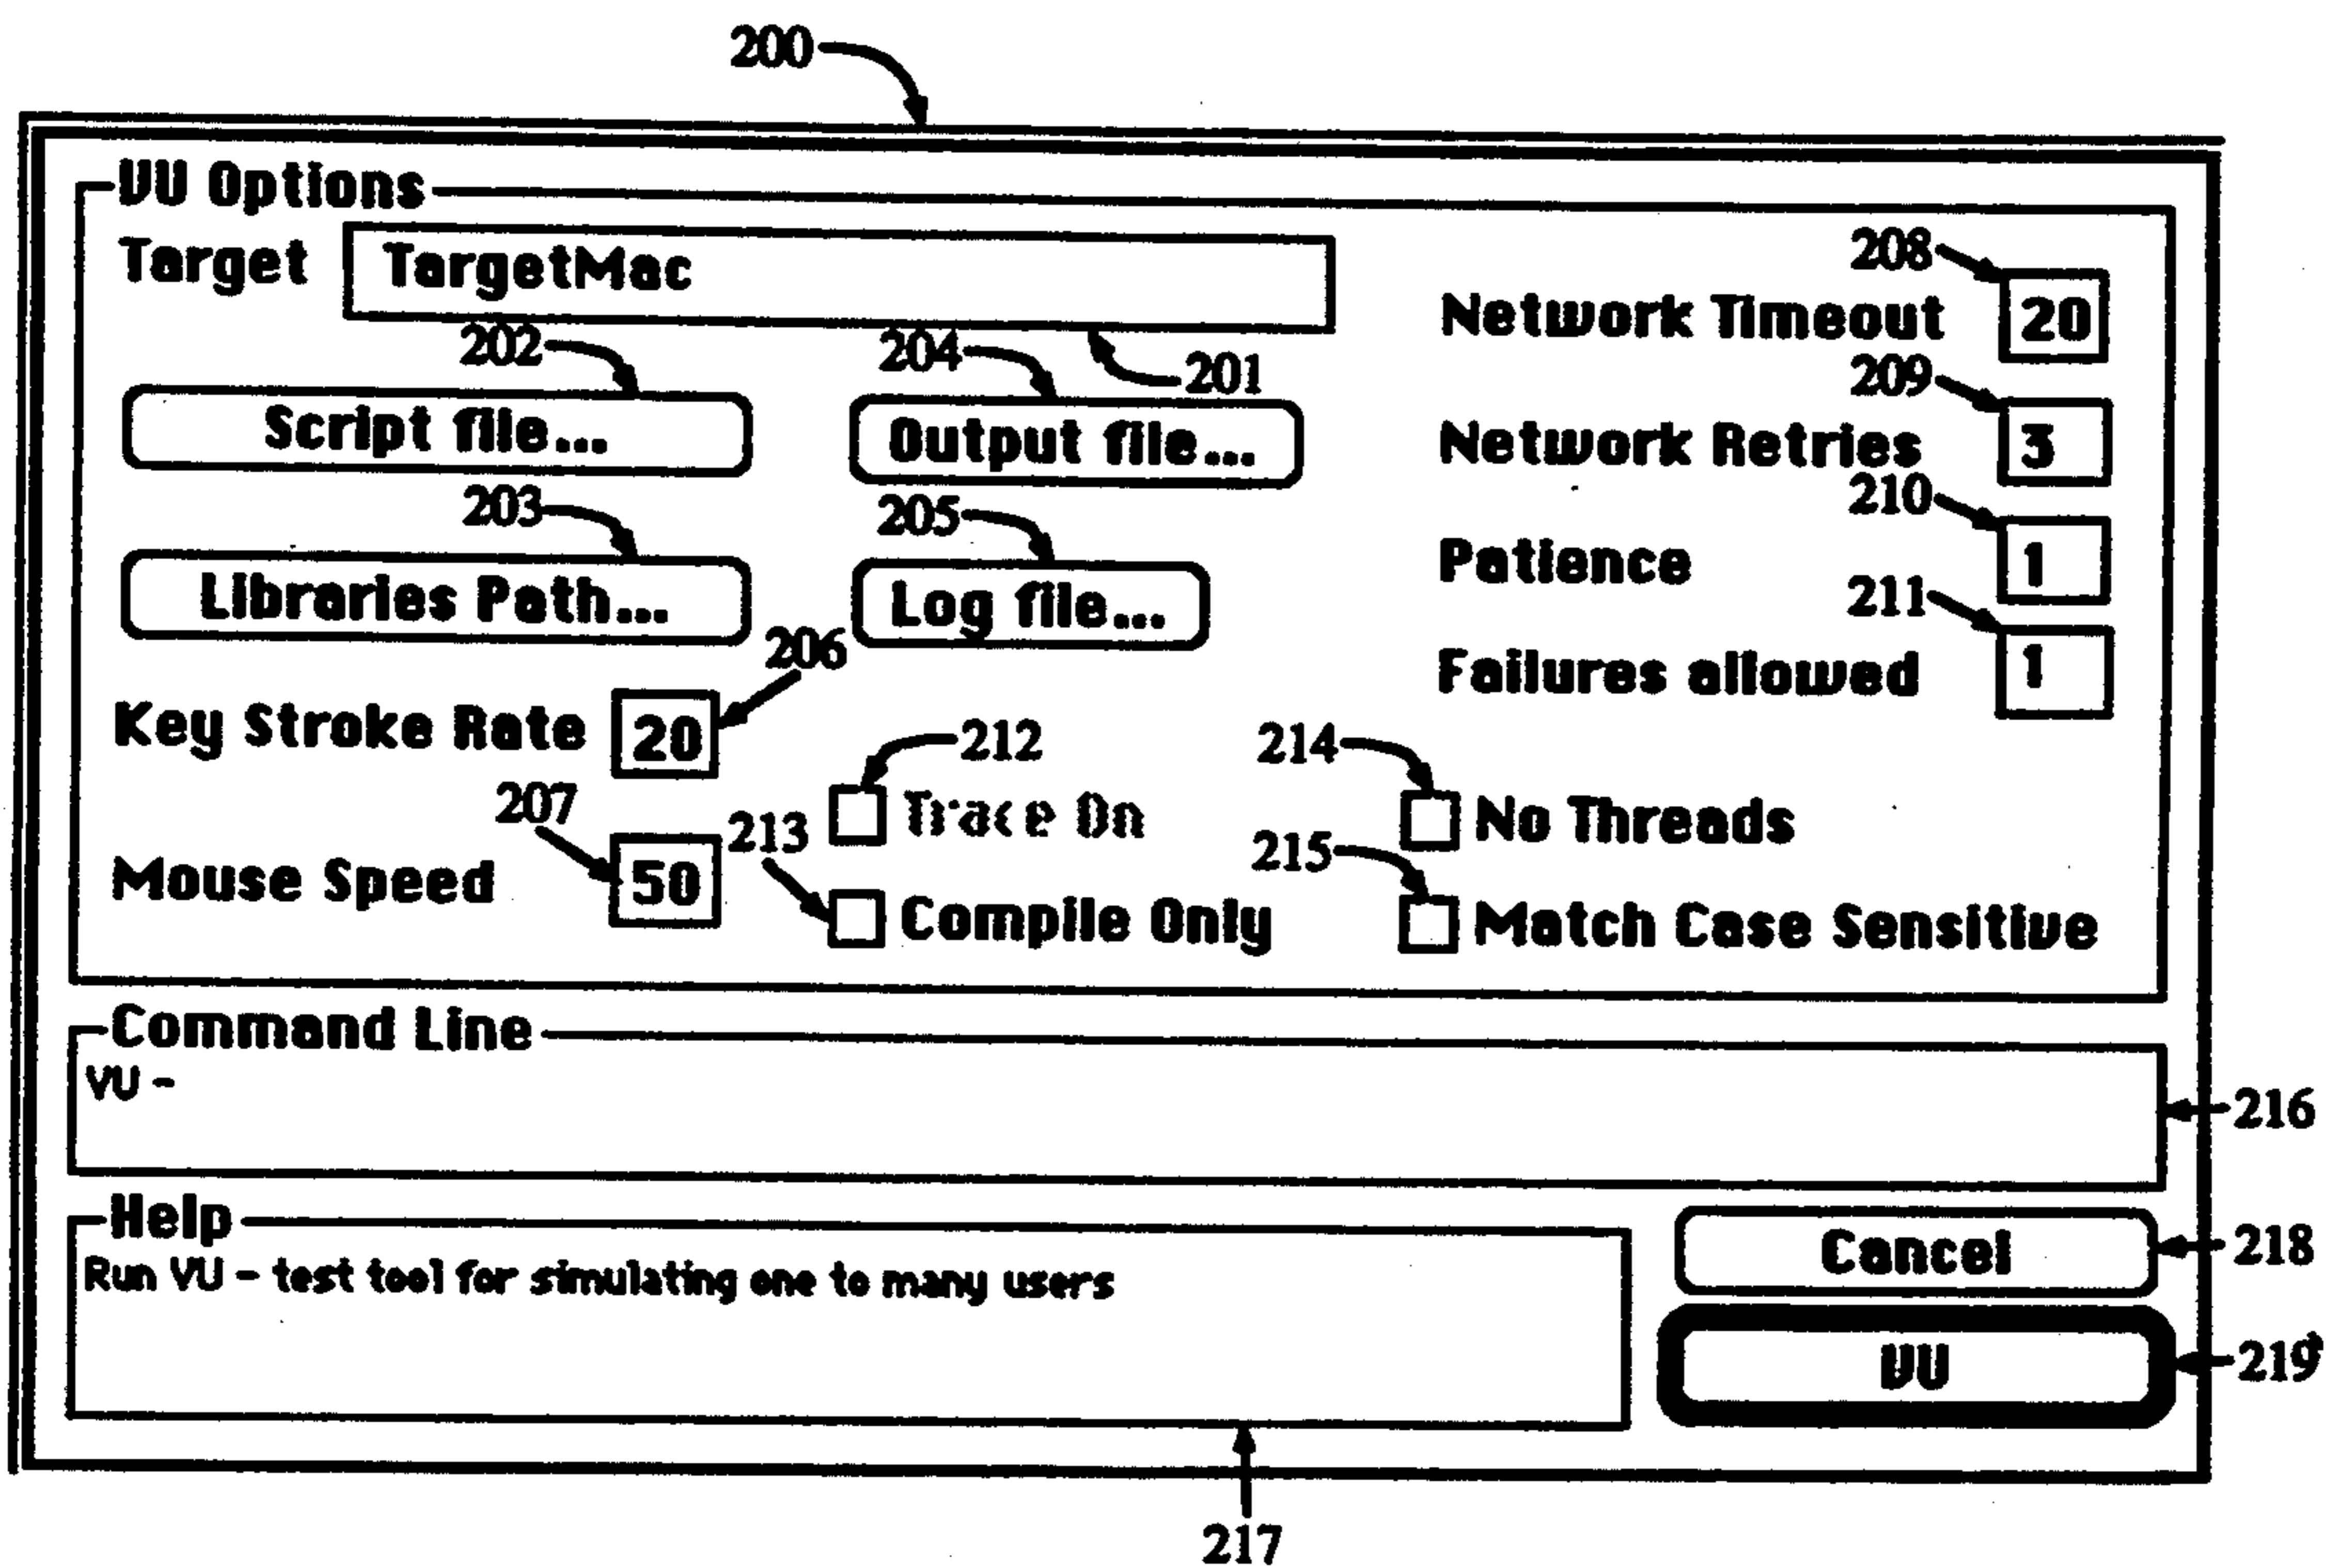 200
VU Options
Target TargetMac
208
Network Timeout 20
202
204
201
209
Script file...
Output file...
Network Retries 3
203
205
210
Patience 1
Libraries Path...
Log file...
206
211
Failures allowed 1
Key Stroke Rate 20
212
214
Trace On
No Threads
207
213
215
Mouse Speed 50
Compile Only
Match Case Sensitive
Command Line
VU -
216
Help
Run VU - test tool for simulating one to many users
Cancel
218
VU
219
217